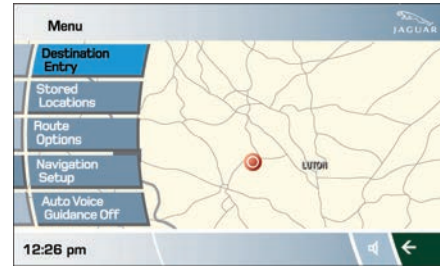 Menu
JAGUAR
Destination
Entry
Stored
Locations
Route
Options
Navigation
Setup
Auto Voice
Guidance Off
LUTON
12:26 pm